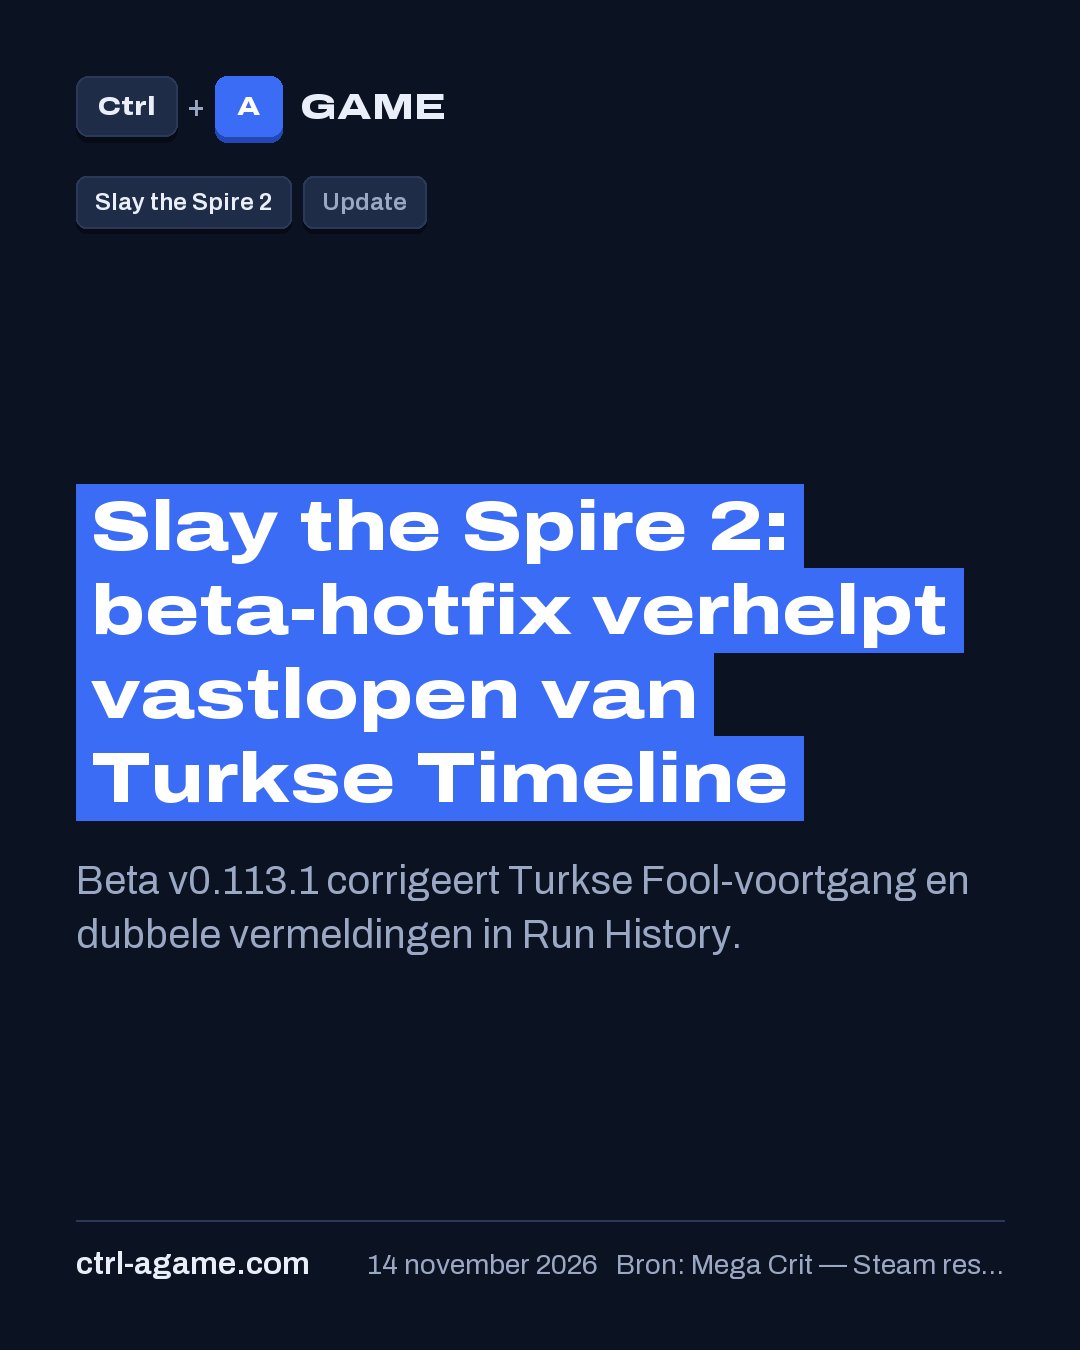 Ctrl + A GAME
Slay the Spire 2 Update
Slay the Spire 2:
beta-hotfix verhelpt
vastlopen van
Turkse Timeline
Beta v0.113.1 corrigeert Turkse Fool-voortgang en
dubbele vermeldingen in Run History.
ctrl-agame.com 14 november 2026 Bron: Mega Crit — Steam res...